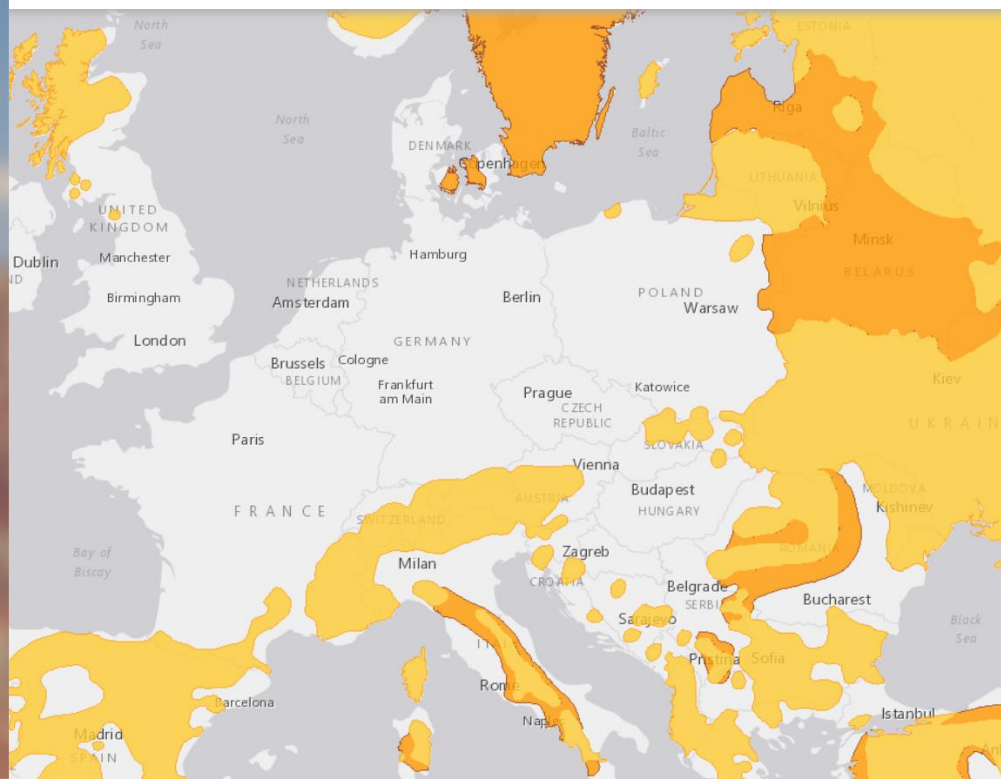 North
Sea
ESTONIA
Riga
North
Sea
Baltic
Sea
DENMARK
Copenhagen
LITHUANIA
Vilnius
UNITED
KINGDOM
Minsk
Dublin
Manchester
Hamburg
BELARUS
NETHERLANDS
Amsterdam
Birmingham
Berlin
POLAND
Warsaw
London
GERMANY
Brussels
Cologne
BELGIUM
Frankfurt
am Main
Prague
Katowice
Kiev
CZECH
REPUBLIC
UKRAIN
Paris
SLOVAKIA
Vienna
Budapest
MOLDOVA
AUSTRIA
Kishinev
FRANCE
HUNGARY
SWITZERLAND
Bay of
Biscay
Milan
Zagreb
ROMANIA
CROATIA
Belgrade
Bucharest
SERBI
Sarajevo
Black
Sea
Pristina
Sofia
Rome
Barcelona
Naples
Istanbul
Madrid
SPAIN